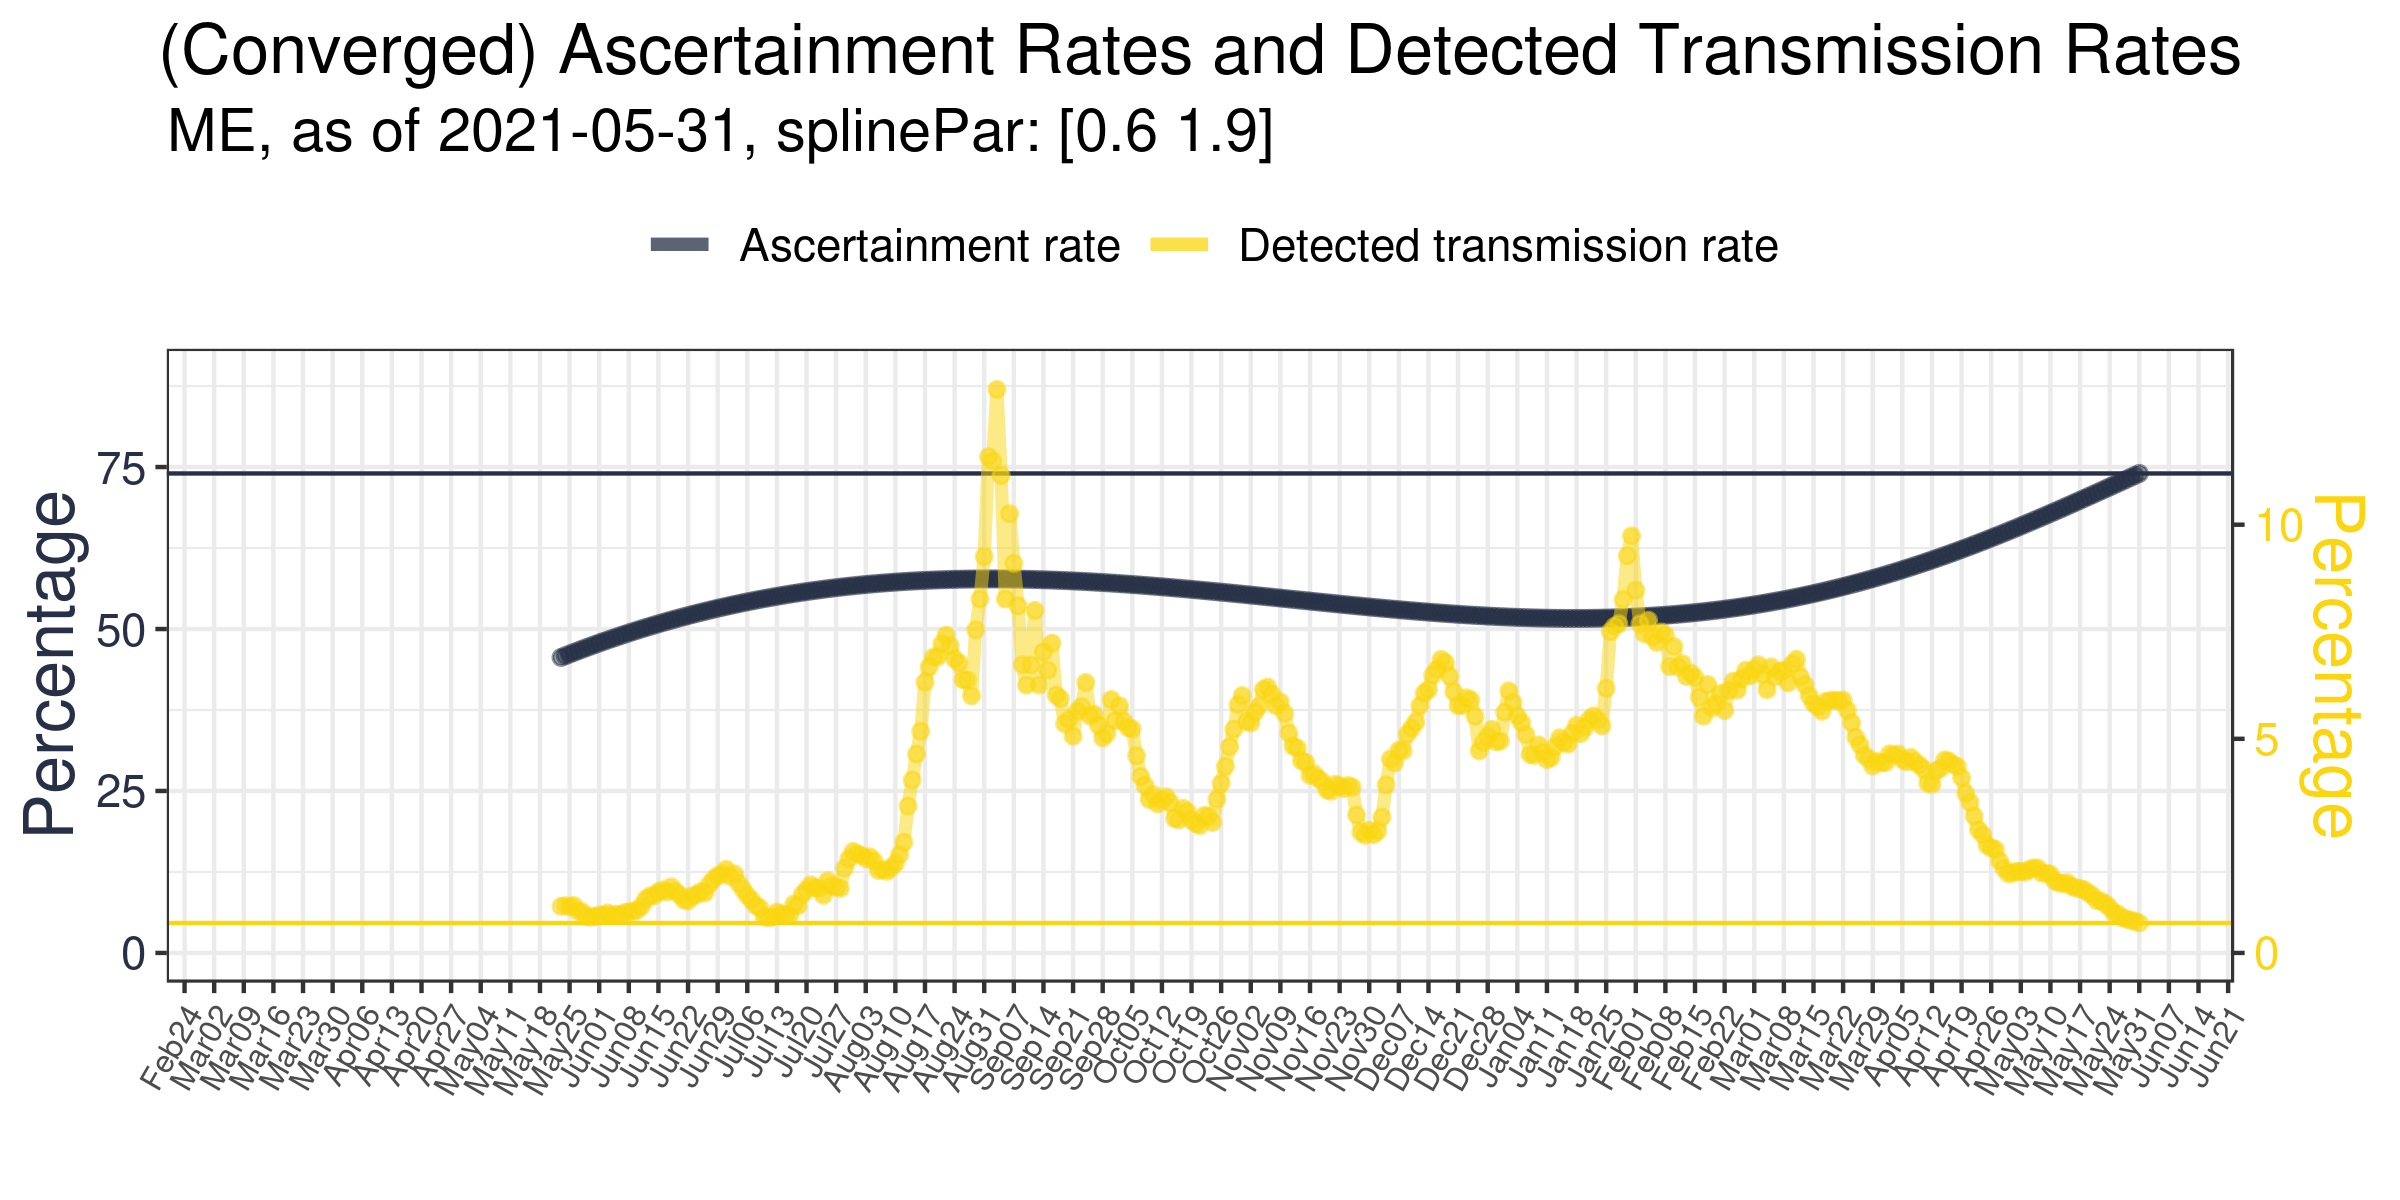 (Converged) Ascertainment Rates and Detected Transmission Rates
ME, as of 2021-05-31, splinePar: [0.6 1.9]
Ascertainment rate
Detected transmission rate
Percentage
75
50
25
0
10
5
0
Percentage
Feb24
Mar02
Mar09
Mar16
Mar23
Mar30
Apr06
Apr13
Apr20
Apr27
May04
May11
May18
May25
Jun01
Jun08
Jun15
Jun22
Jun29
Jul06
Jul13
Jul20
Jul27
Aug03
Aug10
Aug17
Aug24
Aug31
Sep07
Sep14
Sep21
Sep28
Oct05
Oct12
Oct19
Oct26
Nov02
Nov09
Nov16
Nov23
Nov30
Dec07
Dec14
Dec21
Dec28
Jan04
Jan11
Jan18
Jan25
Feb01
Feb08
Feb15
Feb22
Mar01
Mar08
Mar15
Mar22
Mar29
Apr05
Apr12
Apr19
Apr26
May03
May10
May17
May24
May31
Jun07
Jun14
Jun21